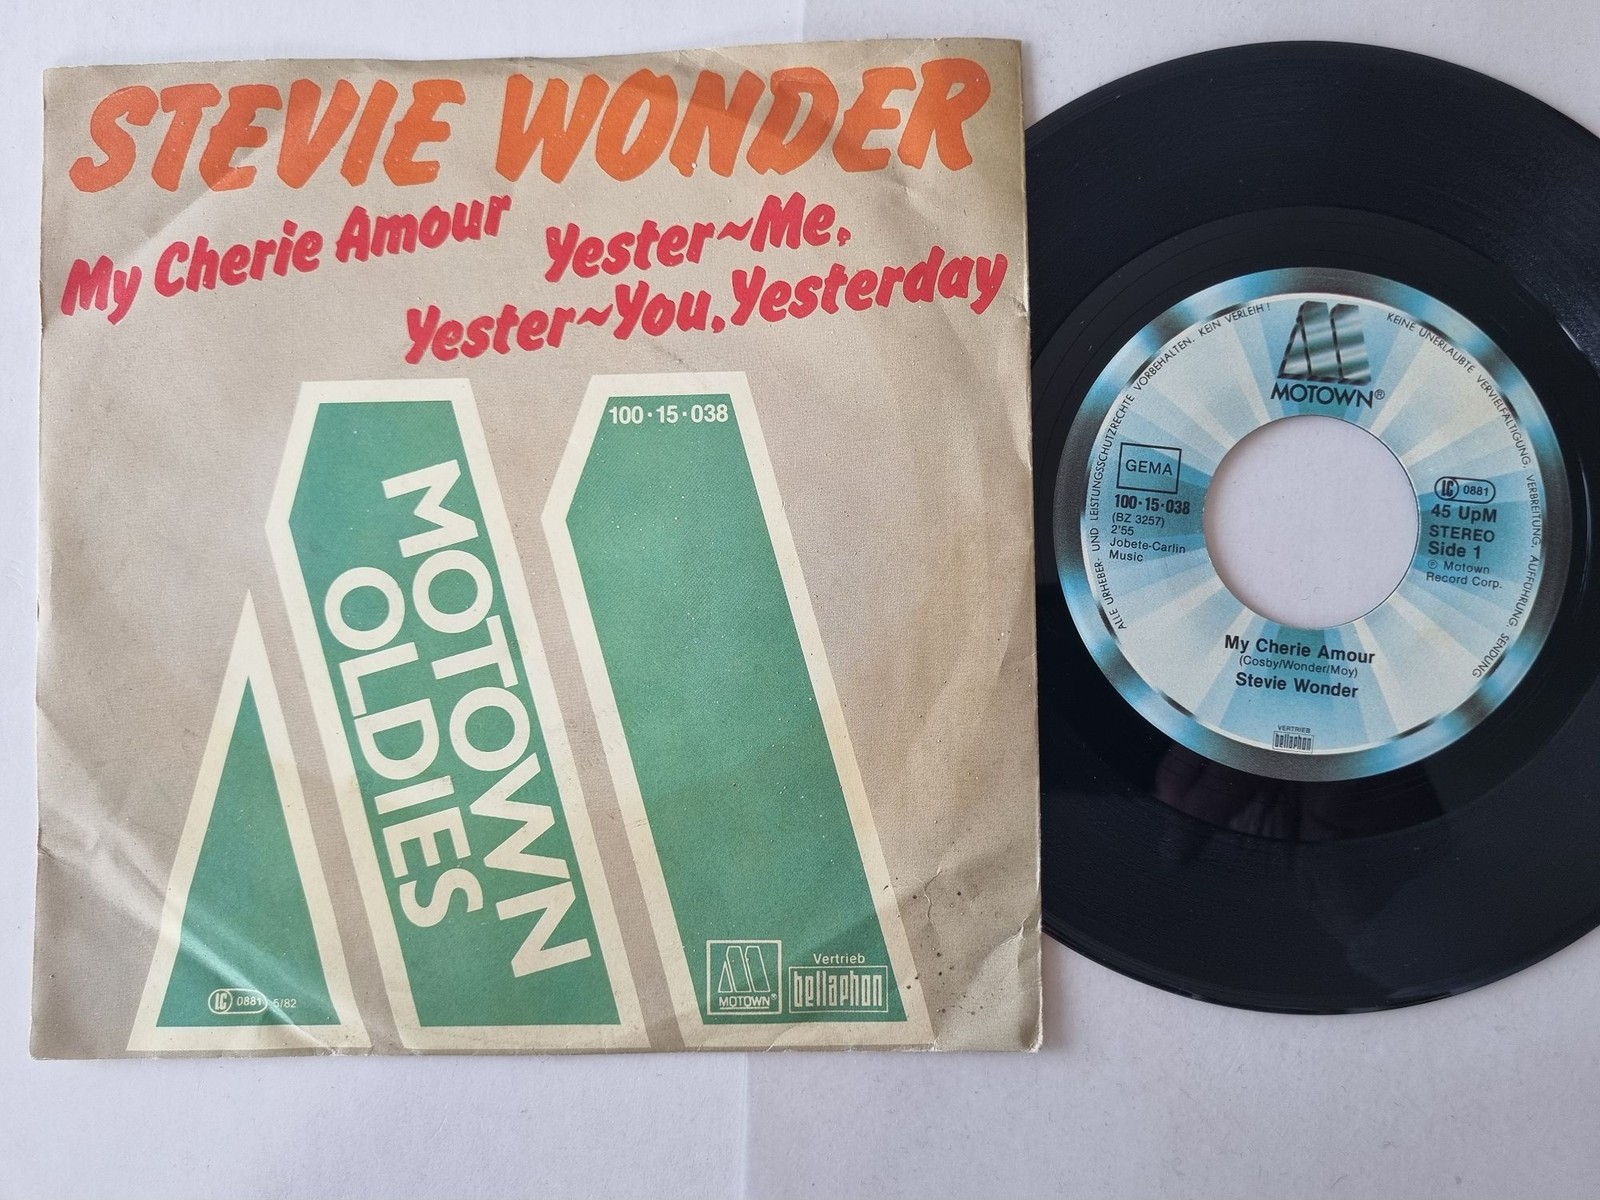 STEVIE WONDER
My Cherie Amour
Yester~Me,
Yester~You, Yesterday
100·15·038
MOTOWN
OLDIES
LC 0881 5/82
MOTOWN®
Vertrieb
bellaphon
ALLE URHEBER- UND LEISTUNGSSCHUTZRECHTE VORBEHALTEN. KEIN VERLEIH!
KEINE UNERLAUBTE VERVIELFÄLTIGUNG, VERBREITUNG, AUFFÜHRUNG, SENDUNG
MOTOWN®
GEMA
100·15·038
(BZ 3257)
2'55
Jobete-Carlin
Music
LC 0881
45 UpM
STEREO
Side 1
℗ Motown
Record Corp.
My Cherie Amour
(Cosby/Wonder/Moy)
Stevie Wonder
VERTRIEB
bellaphon